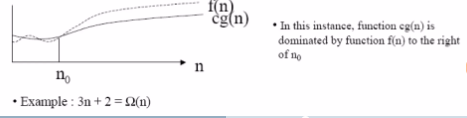 f(n)
cg(n)
n
n₀
• In this instance, function cg(n) is
dominated by function f(n) to the right
of n₀
• Example : 3n + 2 = Ω(n)